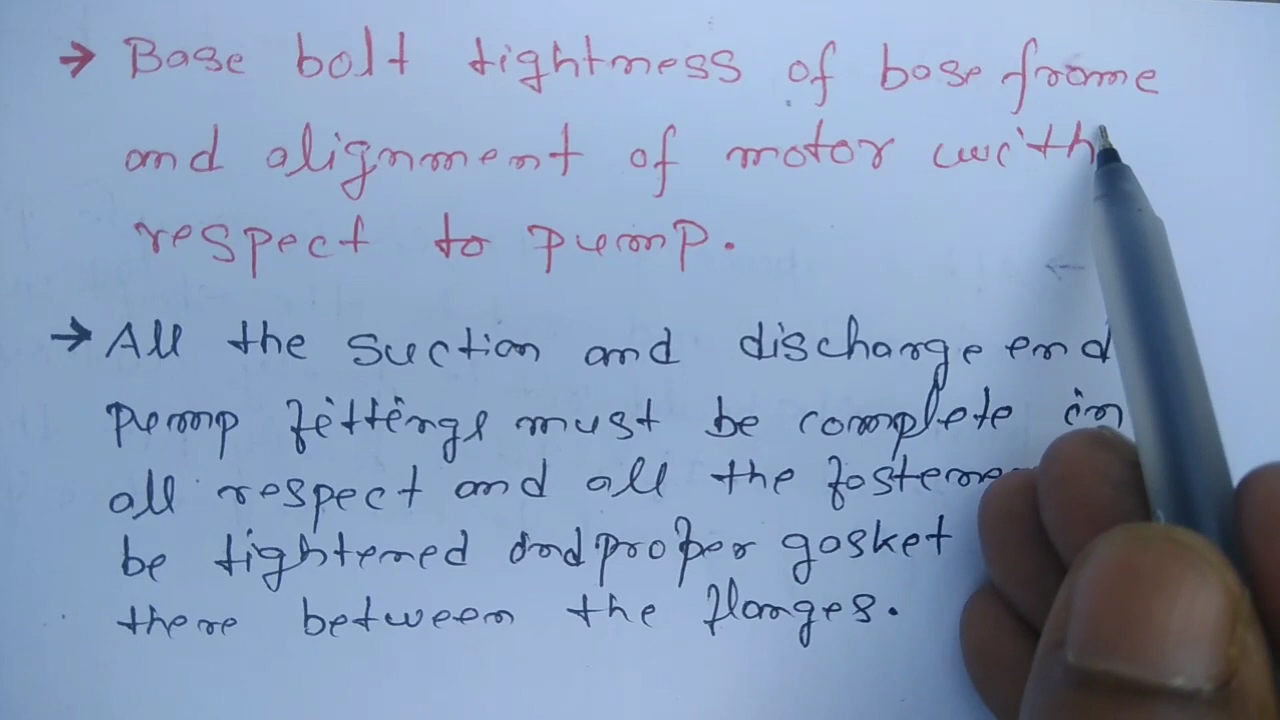 → Base bolt tightness of base frame
and alignment of motor with
respect to pump.
→ All the suction and discharge end
pump fittings must be complete in
all respect and all the
be tightened and proper gasket
there between the flanges.